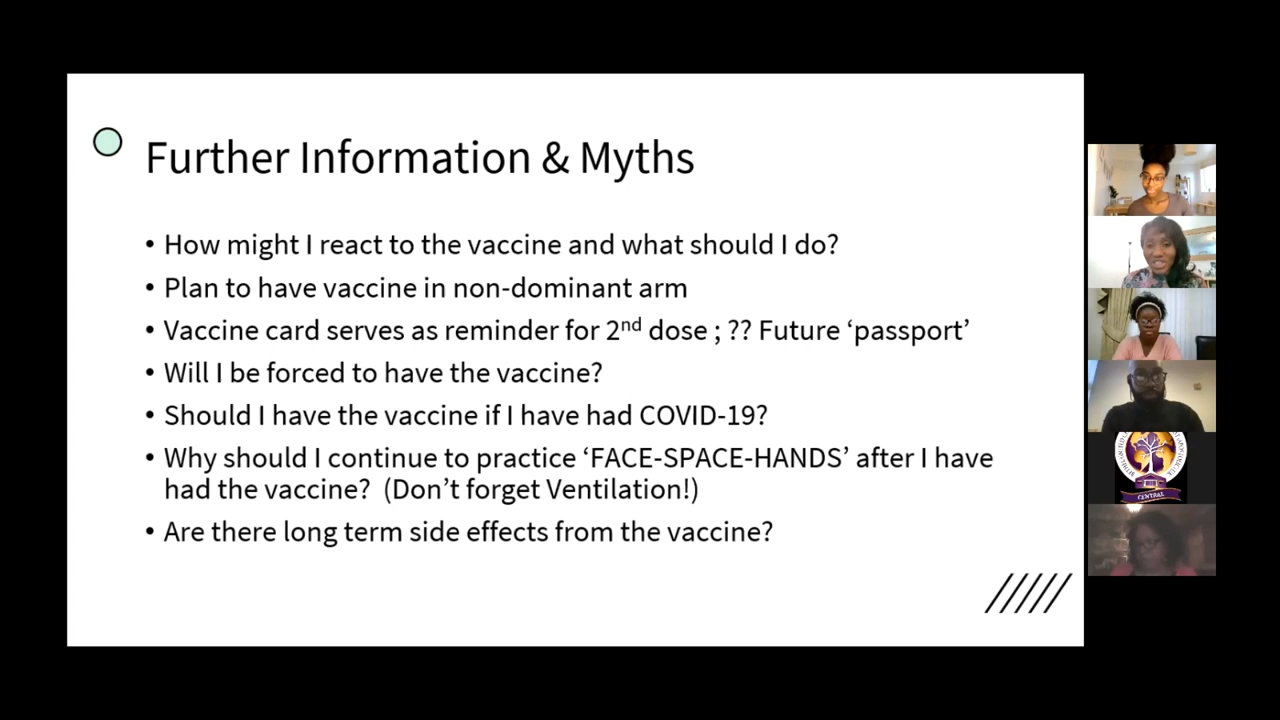 Further Information & Myths
• How might I react to the vaccine and what should I do?
• Plan to have vaccine in non-dominant arm
• Vaccine card serves as reminder for 2nd dose ; ?? Future ‘passport’
• Will I be forced to have the vaccine?
• Should I have the vaccine if I have had COVID-19?
• Why should I continue to practice ‘FACE-SPACE-HANDS’ after I have
had the vaccine? (Don’t forget Ventilation!)
• Are there long term side effects from the vaccine?
CENTRAL